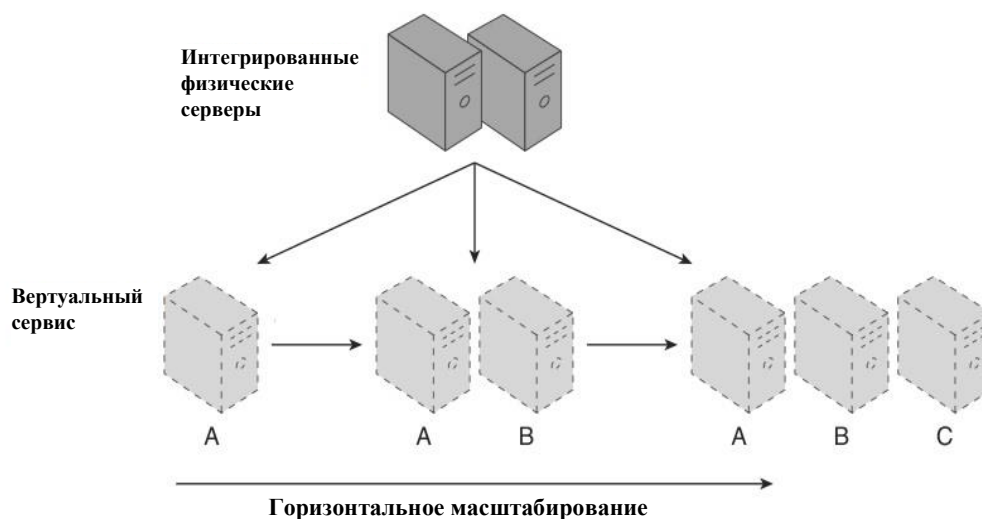 Интегрированные
физические
серверы
Вертуальный
сервис
A
A
B
A
B
C
Горизонтальное масштабирование